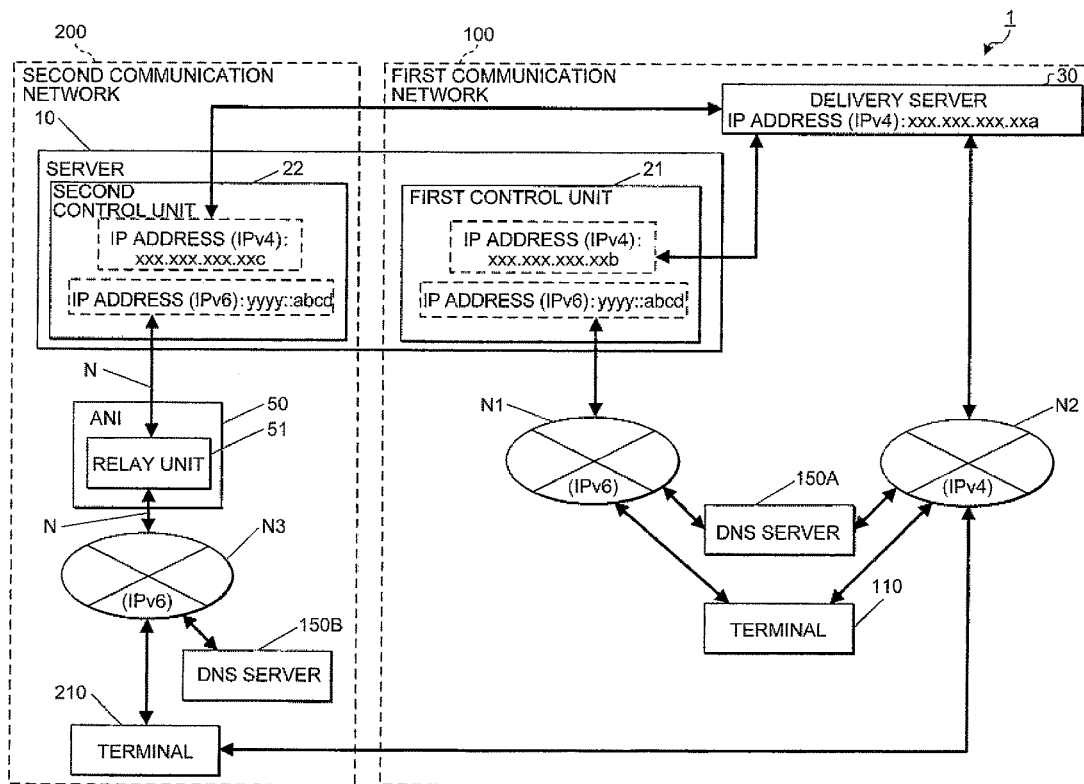 1
200
100
SECOND COMMUNICATION
NETWORK
FIRST COMMUNICATION
NETWORK
30
DELIVERY SERVER
IP ADDRESS (IPv4):xxx.xxx.xxx.xxa
10
SERVER
22
SECOND
CONTROL UNIT
IP ADDRESS (IPv4):
xxx.xxx.xxx.xxc
IP ADDRESS (IPv6):yyyy::abcd
21
FIRST CONTROL UNIT
IP ADDRESS (IPv4):
xxx.xxx.xxx.xxb
IP ADDRESS (IPv6):yyyy::abcd
N
ANI
50
51
RELAY UNIT
N
N3
(IPv6)
N1
(IPv6)
N2
(IPv4)
150A
DNS SERVER
110
TERMINAL
150B
DNS SERVER
210
TERMINAL